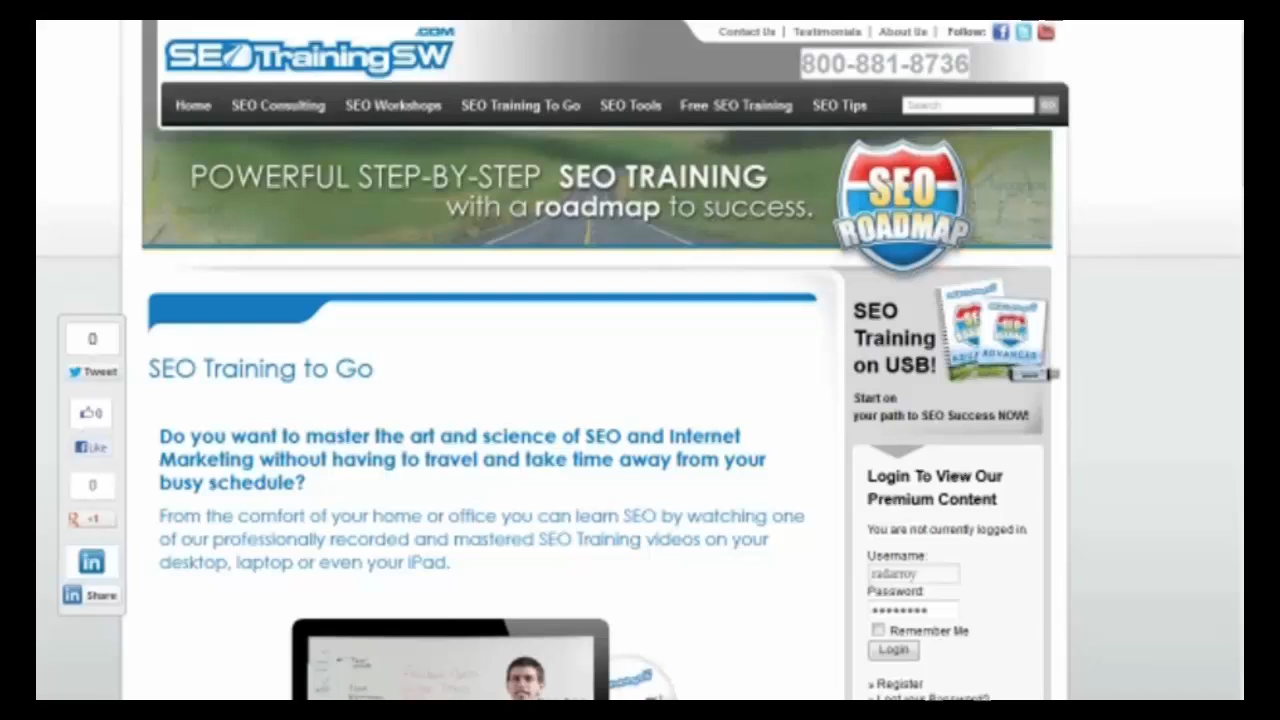 .COM
SEOTrainingSW
Contact Us | Testimonials | About Us | Follow:
800-881-8736
Home SEO Consulting SEO Workshops SEO Training To Go SEO Tools Free SEO Training SEO Tips Search GO
POWERFUL STEP-BY-STEP SEO TRAINING
with a roadmap to success.
SEO
ROADMAP
SEO Training to Go
Do you want to master the art and science of SEO and Internet
Marketing without having to travel and take time away from your
busy schedule?
From the comfort of your home or office you can learn SEO by watching one
of our professionally recorded and mastered SEO Training videos on your
desktop, laptop or even your iPad.
0
Tweet
0
Like
0
+1
in
in Share
SEO
Training
on USB!
ADVANCED
Start on
your path to SEO Success NOW!
Login To View Our
Premium Content
You are not currently logged in.
Username:
Password:
Remember Me
Login
» Register
» Lost your Password?